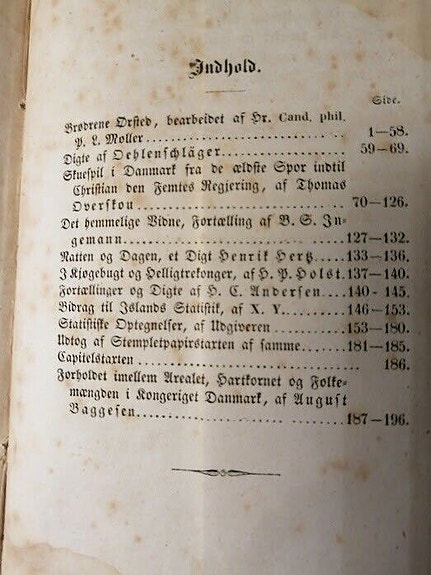 Indhold.
Side.
Brødrene Ørsted, bearbeidet af Hr. Cand. phil.
P. L. Møller.......................... 1—58.
Digte af Oehlenschläger.................. 59—69.
Skuespil i Danmark fra de ældste Spor indtil
Christian den Femtes Regjering, af Thomas
Overskou............................. 70—126.
Det hemmelige Vidne, Fortælling af B. S. In-
gemann............................... 127—132.
Natten og Dagen, et Digt Henrik Hertz.... 133—136.
I Kjøgebugt og Helligtrekonger, af H. P. Holst. 137—140.
Fortællinger og Digte af H. C. Andersen.... 140-145.
Bidrag til Islands Statistik, af X. Y........ 146—153.
Statistiske Optegnelser, af Udgiveren........ 153—180.
Udtog af Stempletpapirstarten af samme....... 181—185.
Capitelstarten............................ 186.
Forholdet imellem Arealet, Hartkornet og Folke-
mængden i Kongeriget Danmark, af August
Baggesen............................. 187—196.